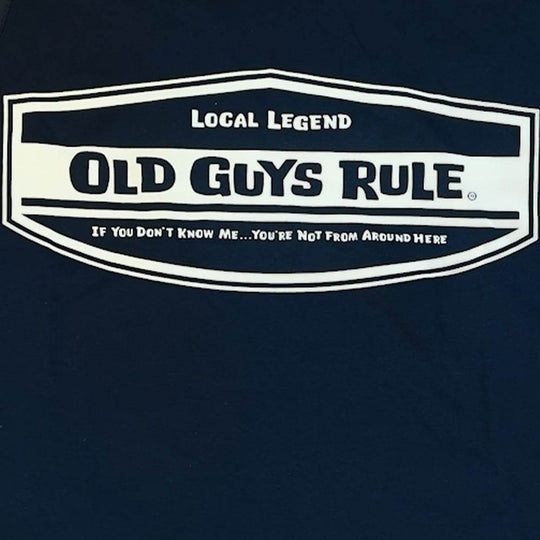 Local Legend
Old Guys Rule®
If You Don't Know Me...You're Not From Around Here